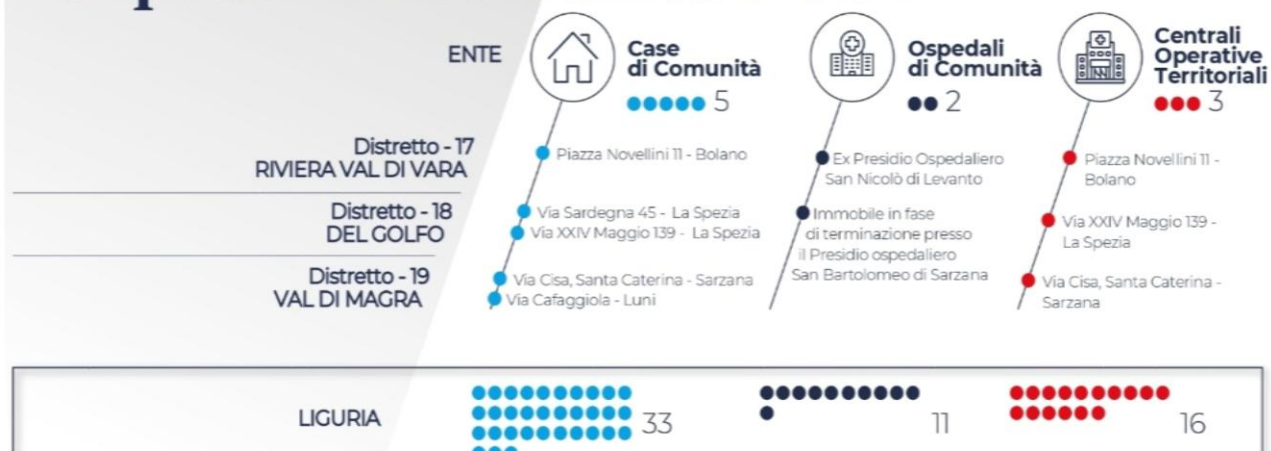 ENTE
Case
di Comunità
5
Ospedali
di Comunità
2
Centrali
Operative
Territoriali
3
Distretto - 17
RIVIERA VAL DI VARA
Piazza Novellini 11 - Bolano
Ex Presidio Ospedaliero
San Nicolò di Levanto
Piazza Novellini 11 -
Bolano
Distretto - 18
DEL GOLFO
Via Sardegna 45 - La Spezia
Via XXIV Maggio 139 - La Spezia
Immobile in fase
di terminazione presso
il Presidio ospedaliero
San Bartolomeo di Sarzana
Via XXIV Maggio 139 -
La Spezia
Distretto - 19
VAL DI MAGRA
Via Cisa, Santa Caterina - Sarzana
Via Cafaggiola - Luni
Via Cisa, Santa Caterina -
Sarzana
LIGURIA
33
11
16